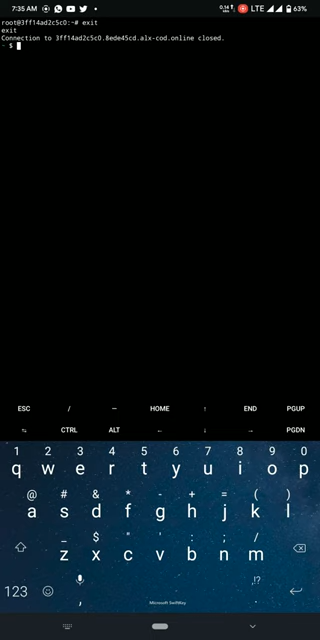 7:35 AM
0.14 LTE 63%
root@3ff14ad2c5c0:~# exit
exit
Connection to 3ff14ad2c5c0.8ede45cd.alx-cod.online closed.
~ $
ESC / — HOME ↑ END PGUP
⇆ CTRL ALT ← ↓ → PGDN
1 2 3 4 5 6 7 8 9 0
q w e r t y u i o p
@ # & * - + = ( )
a s d f g h j k l
_ $ " ' : ; /
z x c v b n m
123 , Microsoft SwiftKey ,!? .